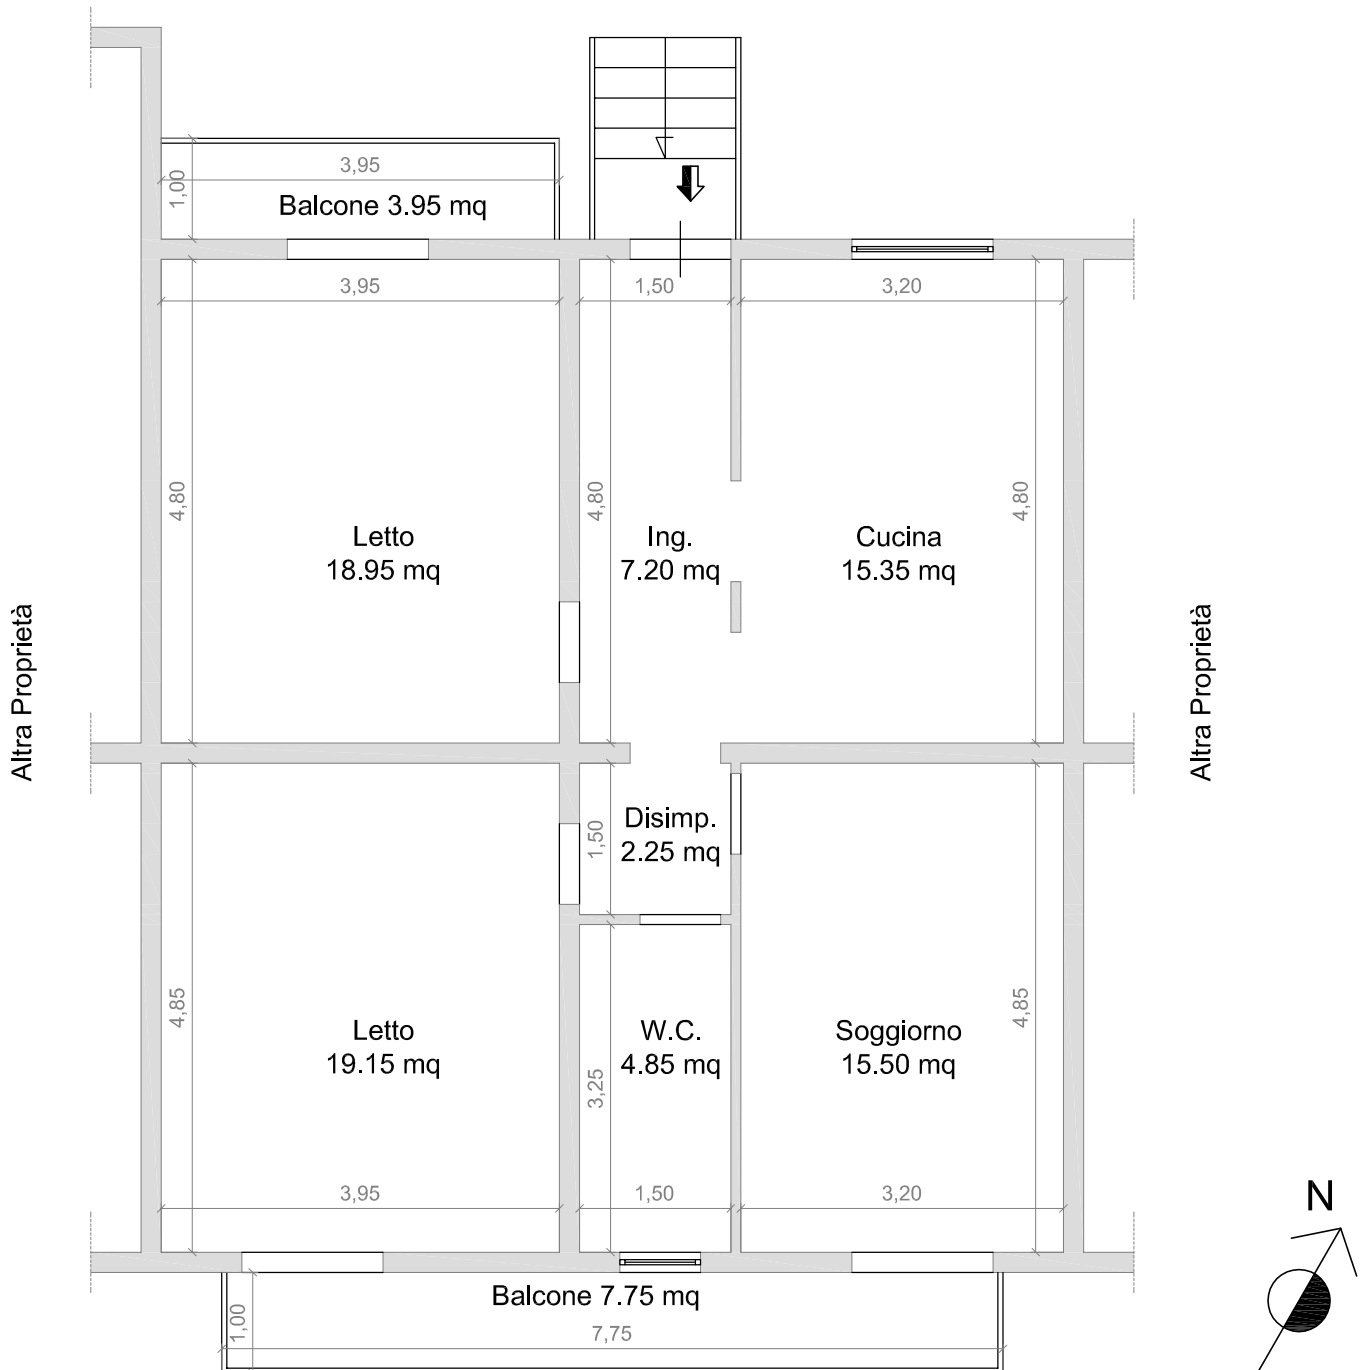 3,95
1,00
Balcone 3.95 mq
3,95
1,50
3,20
4,80
4,80
4,80
Letto
18.95 mq
Ing.
7.20 mq
Cucina
15.35 mq
Altra Proprietà
Altra Proprietà
1,50
Disimp.
2.25 mq
4,85
4,85
Letto
19.15 mq
W.C.
4.85 mq
Soggiorno
15.50 mq
3,25
3,95
1,50
3,20
N
Balcone 7.75 mq
1,00
7,75